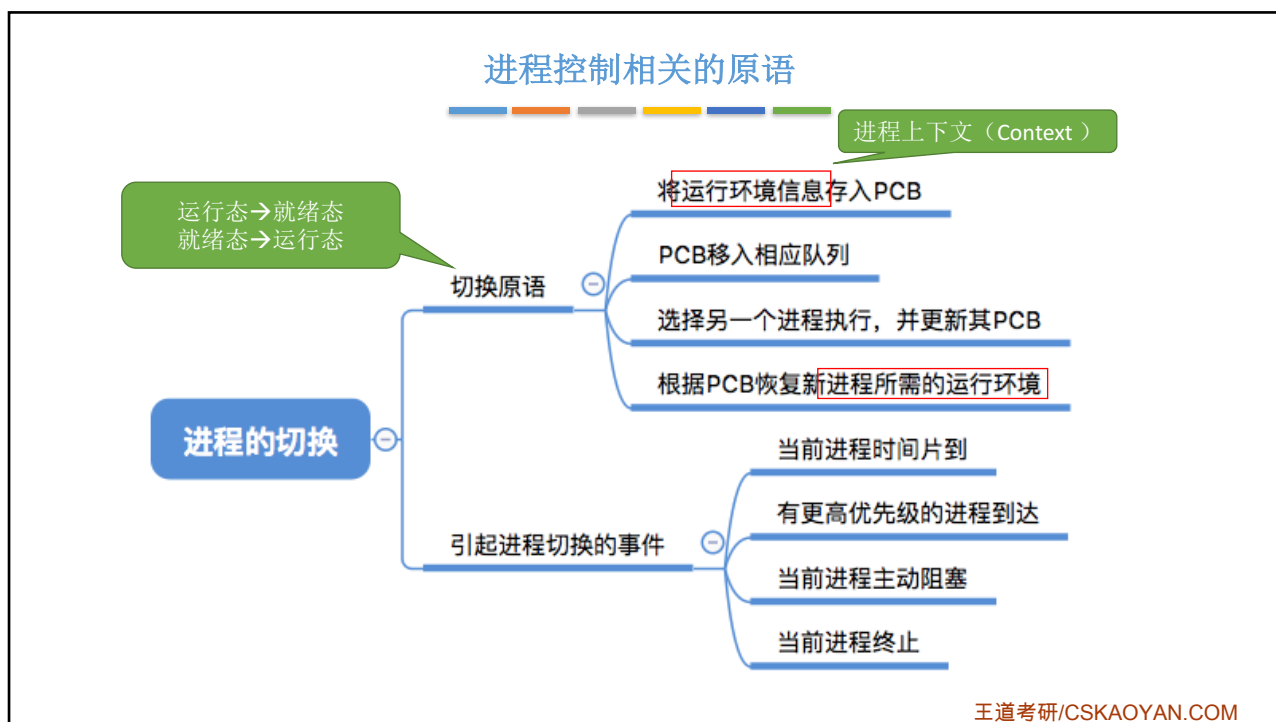 进程控制相关的原语
进程上下文（Context ）
运行态→就绪态
就绪态→运行态
将运行环境信息存入PCB
PCB移入相应队列
切换原语
选择另一个进程执行，并更新其PCB
根据PCB恢复新进程所需的运行环境
进程的切换
当前进程时间片到
有更高优先级的进程到达
引起进程切换的事件
当前进程主动阻塞
当前进程终止
王道考研/CSKAOYAN.COM